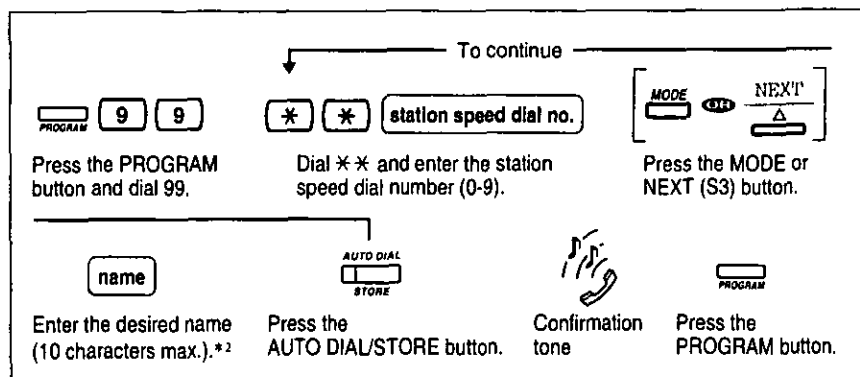 To continue
MODE OR NEXT
PROGRAM 9 9 * * station speed dial no.
Press the PROGRAM
button and dial 99.
Dial ** and enter the station
speed dial number (0-9).
Press the MODE or
NEXT (S3) button.
name
AUTO DIAL
STORE
PROGRAM
Enter the desired name
(10 characters max.).*2
Press the
AUTO DIAL/STORE button.
Confirmation
tone
Press the
PROGRAM button.